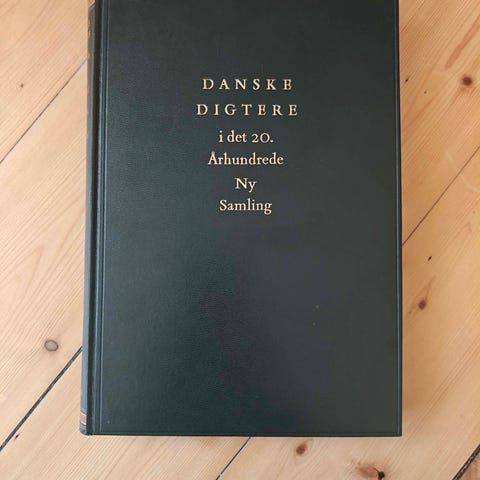 DANSKE
DIGTERE
i det 20.
Århundrede
Ny
Samling